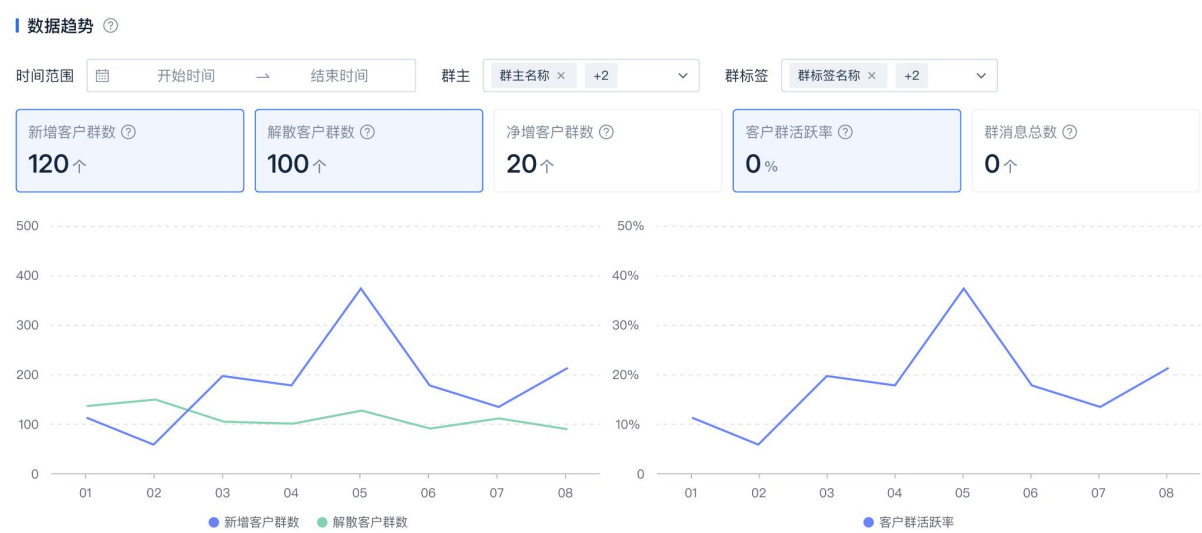 数据趋势 ?
时间范围 开始时间 → 结束时间 群主 群主名称 × +2 群标签 群标签名称 × +2
新增客户群数 ? 解散客户群数 ? 净增客户群数 ? 客户群活跃率 ? 群消息总数 ?
120个 100个 20个 0% 0个
500 50%
400 40%
300 30%
200 20%
100 10%
0 0
01 02 03 04 05 06 07 08 01 02 03 04 05 06 07 08
新增客户群数 解散客户群数 客户群活跃率